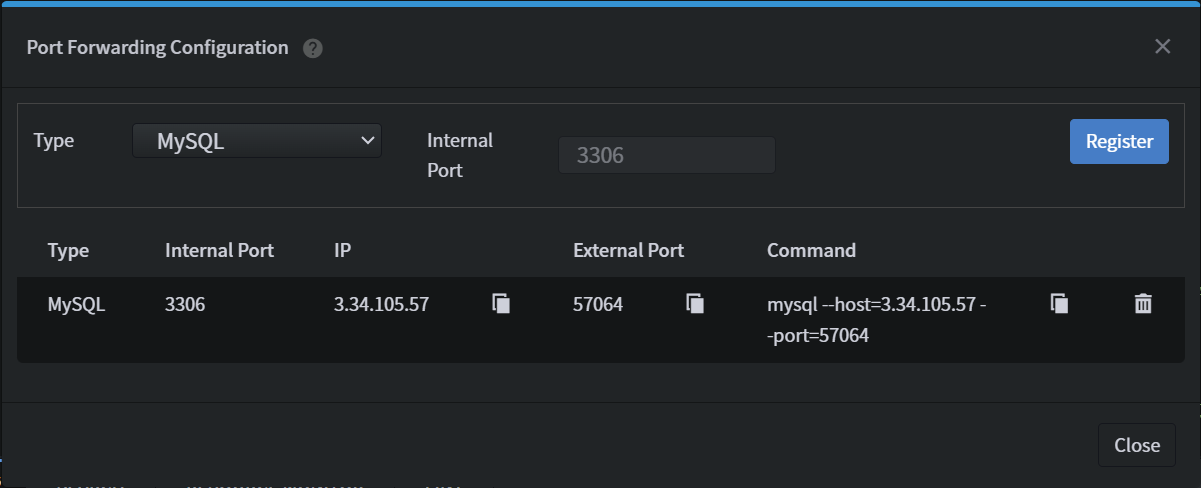 Port Forwarding Configuration ?
Type MySQL Internal Port 3306 Register
Type Internal Port IP External Port Command
MySQL 3306 3.34.105.57 57064 mysql --host=3.34.105.57 -
-port=57064
Close